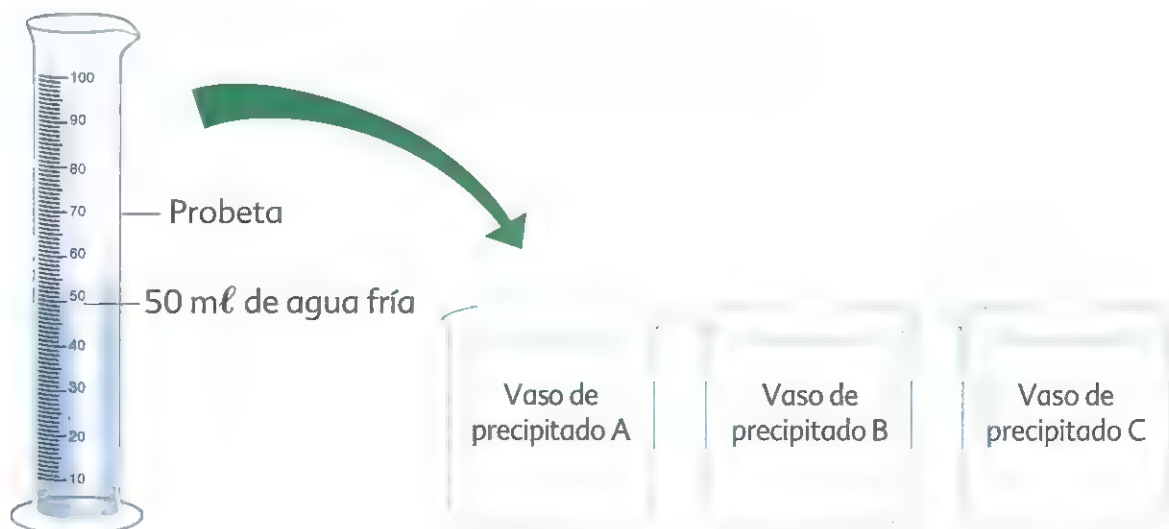 100
90
80
70
60
50
40
30
20
10
Probeta
50 mℓ de agua fría
Vaso de
precipitado A
Vaso de
precipitado B
Vaso de
precipitado C